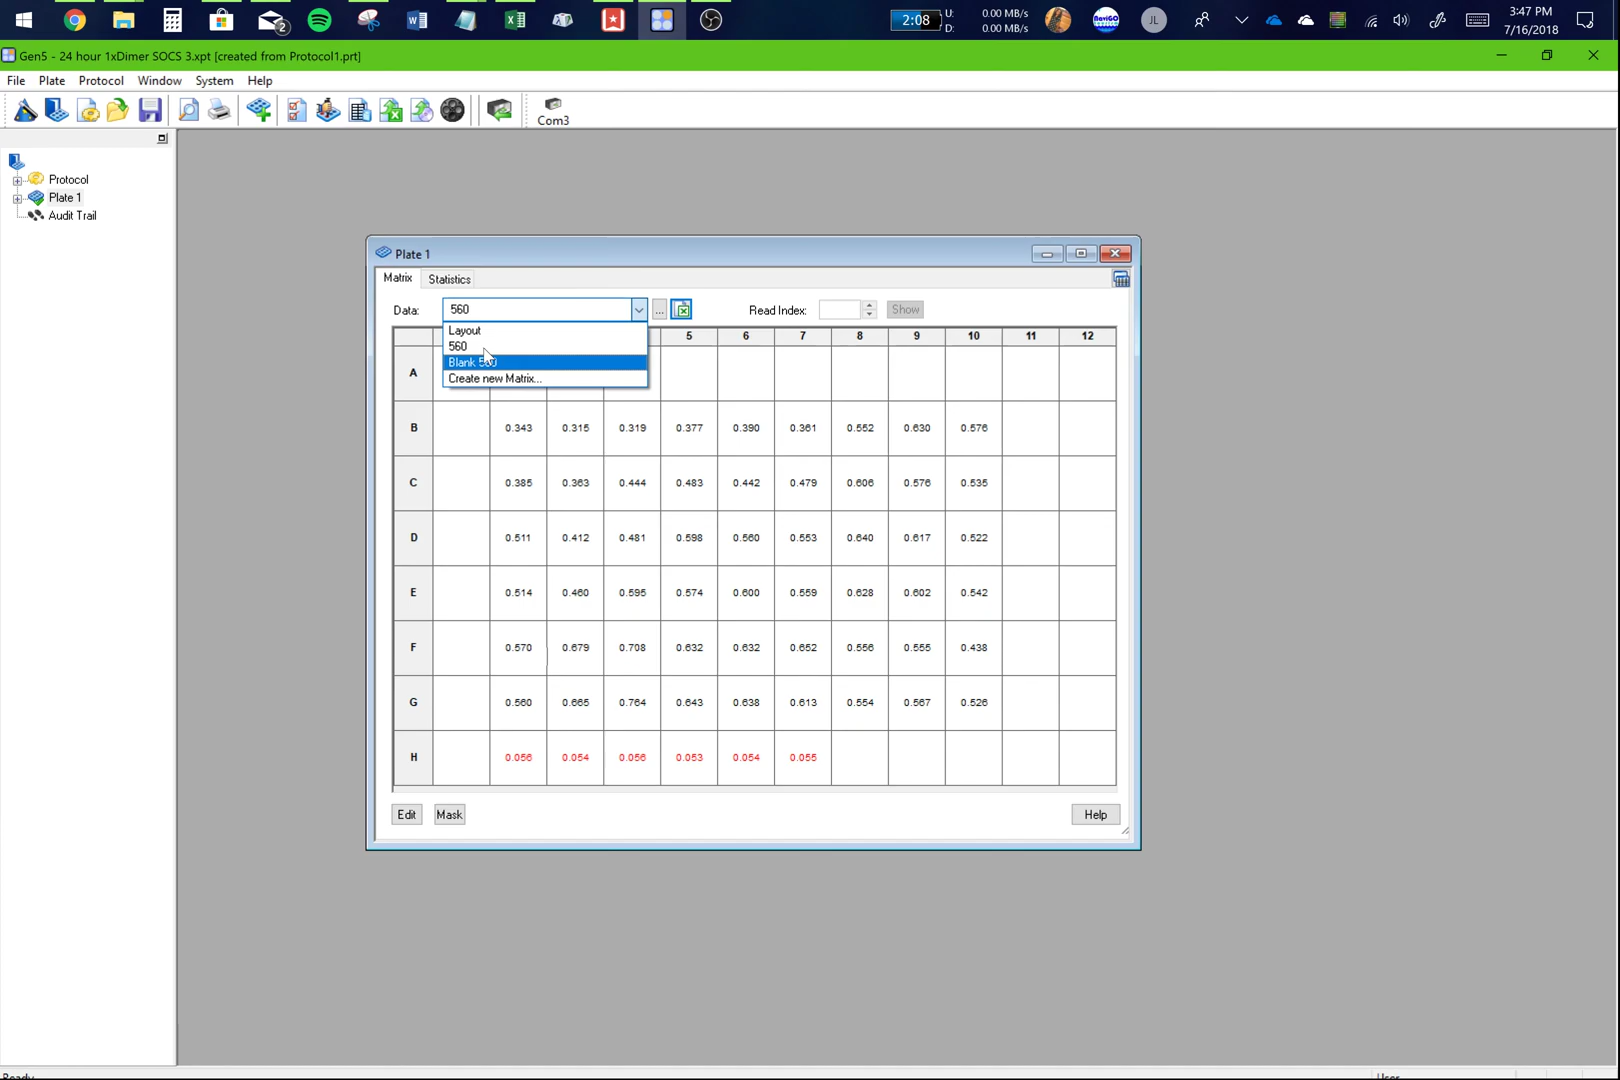 2:08
U:
D:
0.00 MB/s
0.00 MB/s
NaviGO
JL
3:47 PM
7/16/2018
2
Gen5 - 24 hour 1xDimer SOCS 3.xpt [created from Protocol1.prt]
File Plate Protocol Window System Help
Com3
Protocol
Plate 1
Audit Trail
Plate 1
Matrix Statistics
Data: 560 ... Read Index: Show
Layout
560
Blank 560
Create new Matrix...
5 6 7 8 9 10 11 12
A
B 0.343 0.315 0.319 0.377 0.390 0.361 0.552 0.630 0.576
C 0.385 0.363 0.444 0.483 0.442 0.479 0.606 0.576 0.535
D 0.511 0.412 0.481 0.598 0.560 0.553 0.640 0.617 0.522
E 0.514 0.460 0.595 0.574 0.600 0.559 0.628 0.602 0.542
F 0.570 0.679 0.708 0.632 0.632 0.652 0.556 0.555 0.438
G 0.560 0.665 0.764 0.643 0.638 0.613 0.554 0.567 0.526
H 0.056 0.054 0.056 0.053 0.054 0.055
Edit Mask Help